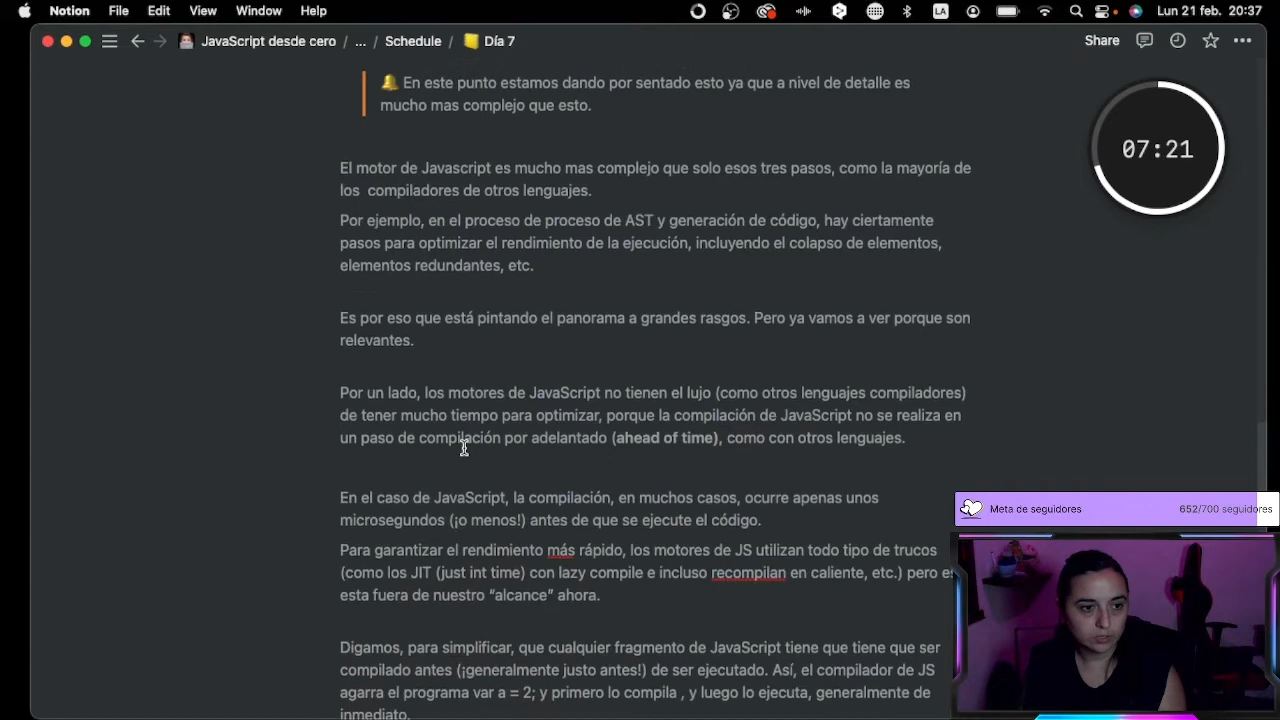 Notion File Edit View Window Help LA Lun 21 feb. 20:37
JavaScript desde cero / ... / Schedule / Día 7 Share
🔔 En este punto estamos dando por sentado esto ya que a nivel de detalle es
mucho mas complejo que esto.
07:21
El motor de Javascript es mucho mas complejo que solo esos tres pasos, como la mayoría de
los compiladores de otros lenguajes.
Por ejemplo, en el proceso de proceso de AST y generación de código, hay ciertamente
pasos para optimizar el rendimiento de la ejecución, incluyendo el colapso de elementos,
elementos redundantes, etc.
Es por eso que está pintando el panorama a grandes rasgos. Pero ya vamos a ver porque son
relevantes.
Por un lado, los motores de JavaScript no tienen el lujo (como otros lenguajes compiladores)
de tener mucho tiempo para optimizar, porque la compilación de JavaScript no se realiza en
un paso de compilación por adelantado (ahead of time), como con otros lenguajes.
En el caso de JavaScript, la compilación, en muchos casos, ocurre apenas unos
microsegundos (¡o menos!) antes de que se ejecute el código.
Meta de seguidores 652/700 seguidores
Para garantizar el rendimiento más rápido, los motores de JS utilizan todo tipo de trucos
(como los JIT (just int time) con lazy compile e incluso recompilan en caliente, etc.) pero
esta fuera de nuestro “alcance” ahora.
Digamos, para simplificar, que cualquier fragmento de JavaScript tiene que tiene que ser
compilado antes (¡generalmente justo antes!) de ser ejecutado. Así, el compilador de JS
agarra el programa var a = 2; y primero lo compila , y luego lo ejecuta, generalmente de
inmediato.